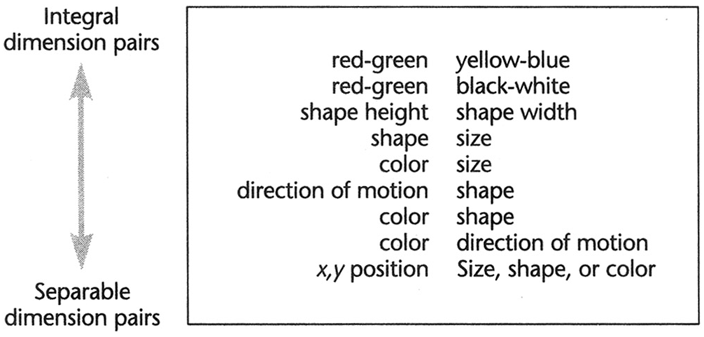 Integral
dimension pairs
red-green yellow-blue
red-green black-white
shape height shape width
shape size
color size
direction of motion shape
color shape
color direction of motion
x,y position Size, shape, or color
Separable
dimension pairs